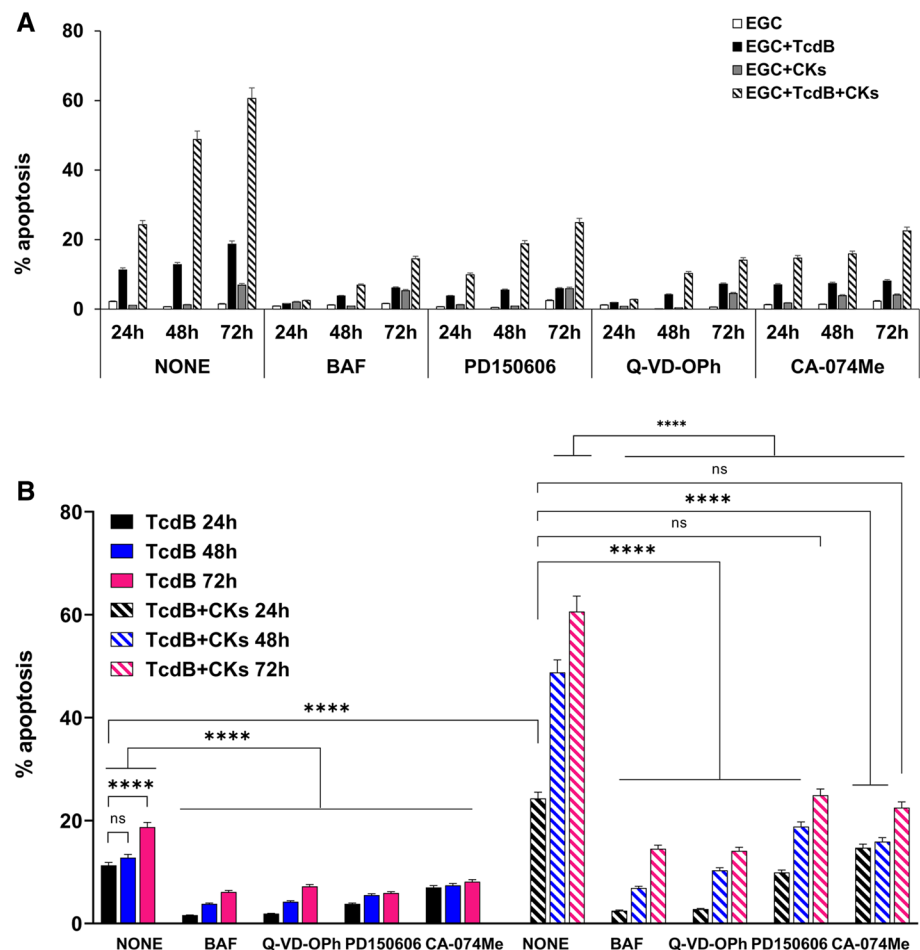 A
80
60
40
20
0
% apoptosis
EGC
EGC+TcdB
EGC+CKs
EGC+TcdB+CKs
24h 48h 72h 24h 48h 72h 24h 48h 72h 24h 48h 72h 24h 48h 72h
NONE BAF PD150606 Q-VD-OPh CA-074Me
B
80
60
40
20
0
% apoptosis
TcdB 24h
TcdB 48h
TcdB 72h
TcdB+CKs 24h
TcdB+CKs 48h
TcdB+CKs 72h
****
ns
****
ns
****
****
****
****
ns
NONE BAF Q-VD-OPh PD150606 CA-074Me NONE BAF Q-VD-OPh PD150606 CA-074Me